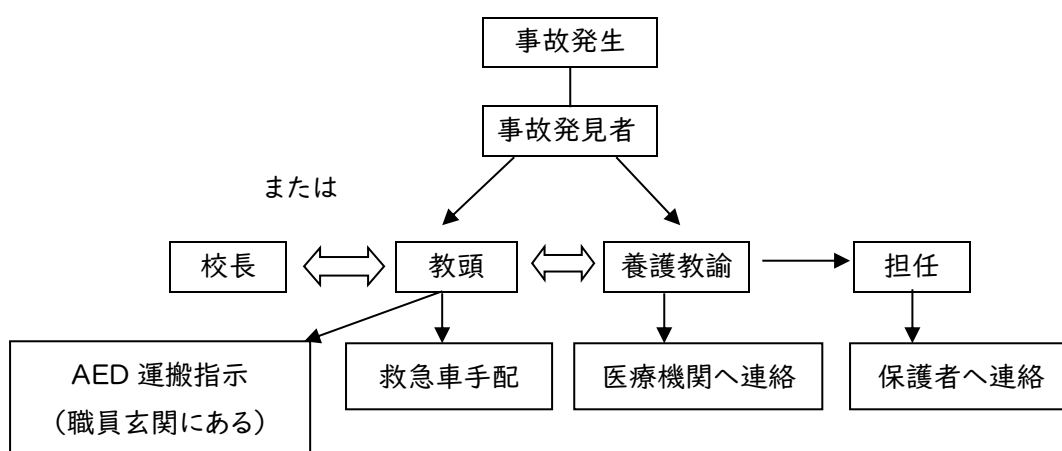 事故発生
事故発見者
または
校長
教頭
養護教諭
担任
AED 運搬指示
（職員玄関にある）
救急車手配
医療機関へ連絡
保護者へ連絡